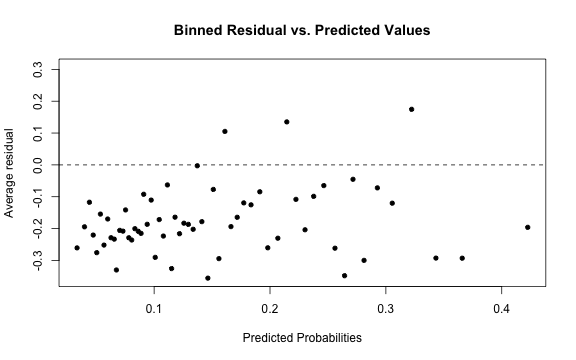 Binned Residual vs. Predicted Values
Average residual
0.3
0.2
0.1
0.0
-0.1
-0.2
-0.3
0.1 0.2 0.3 0.4
Predicted Probabilities